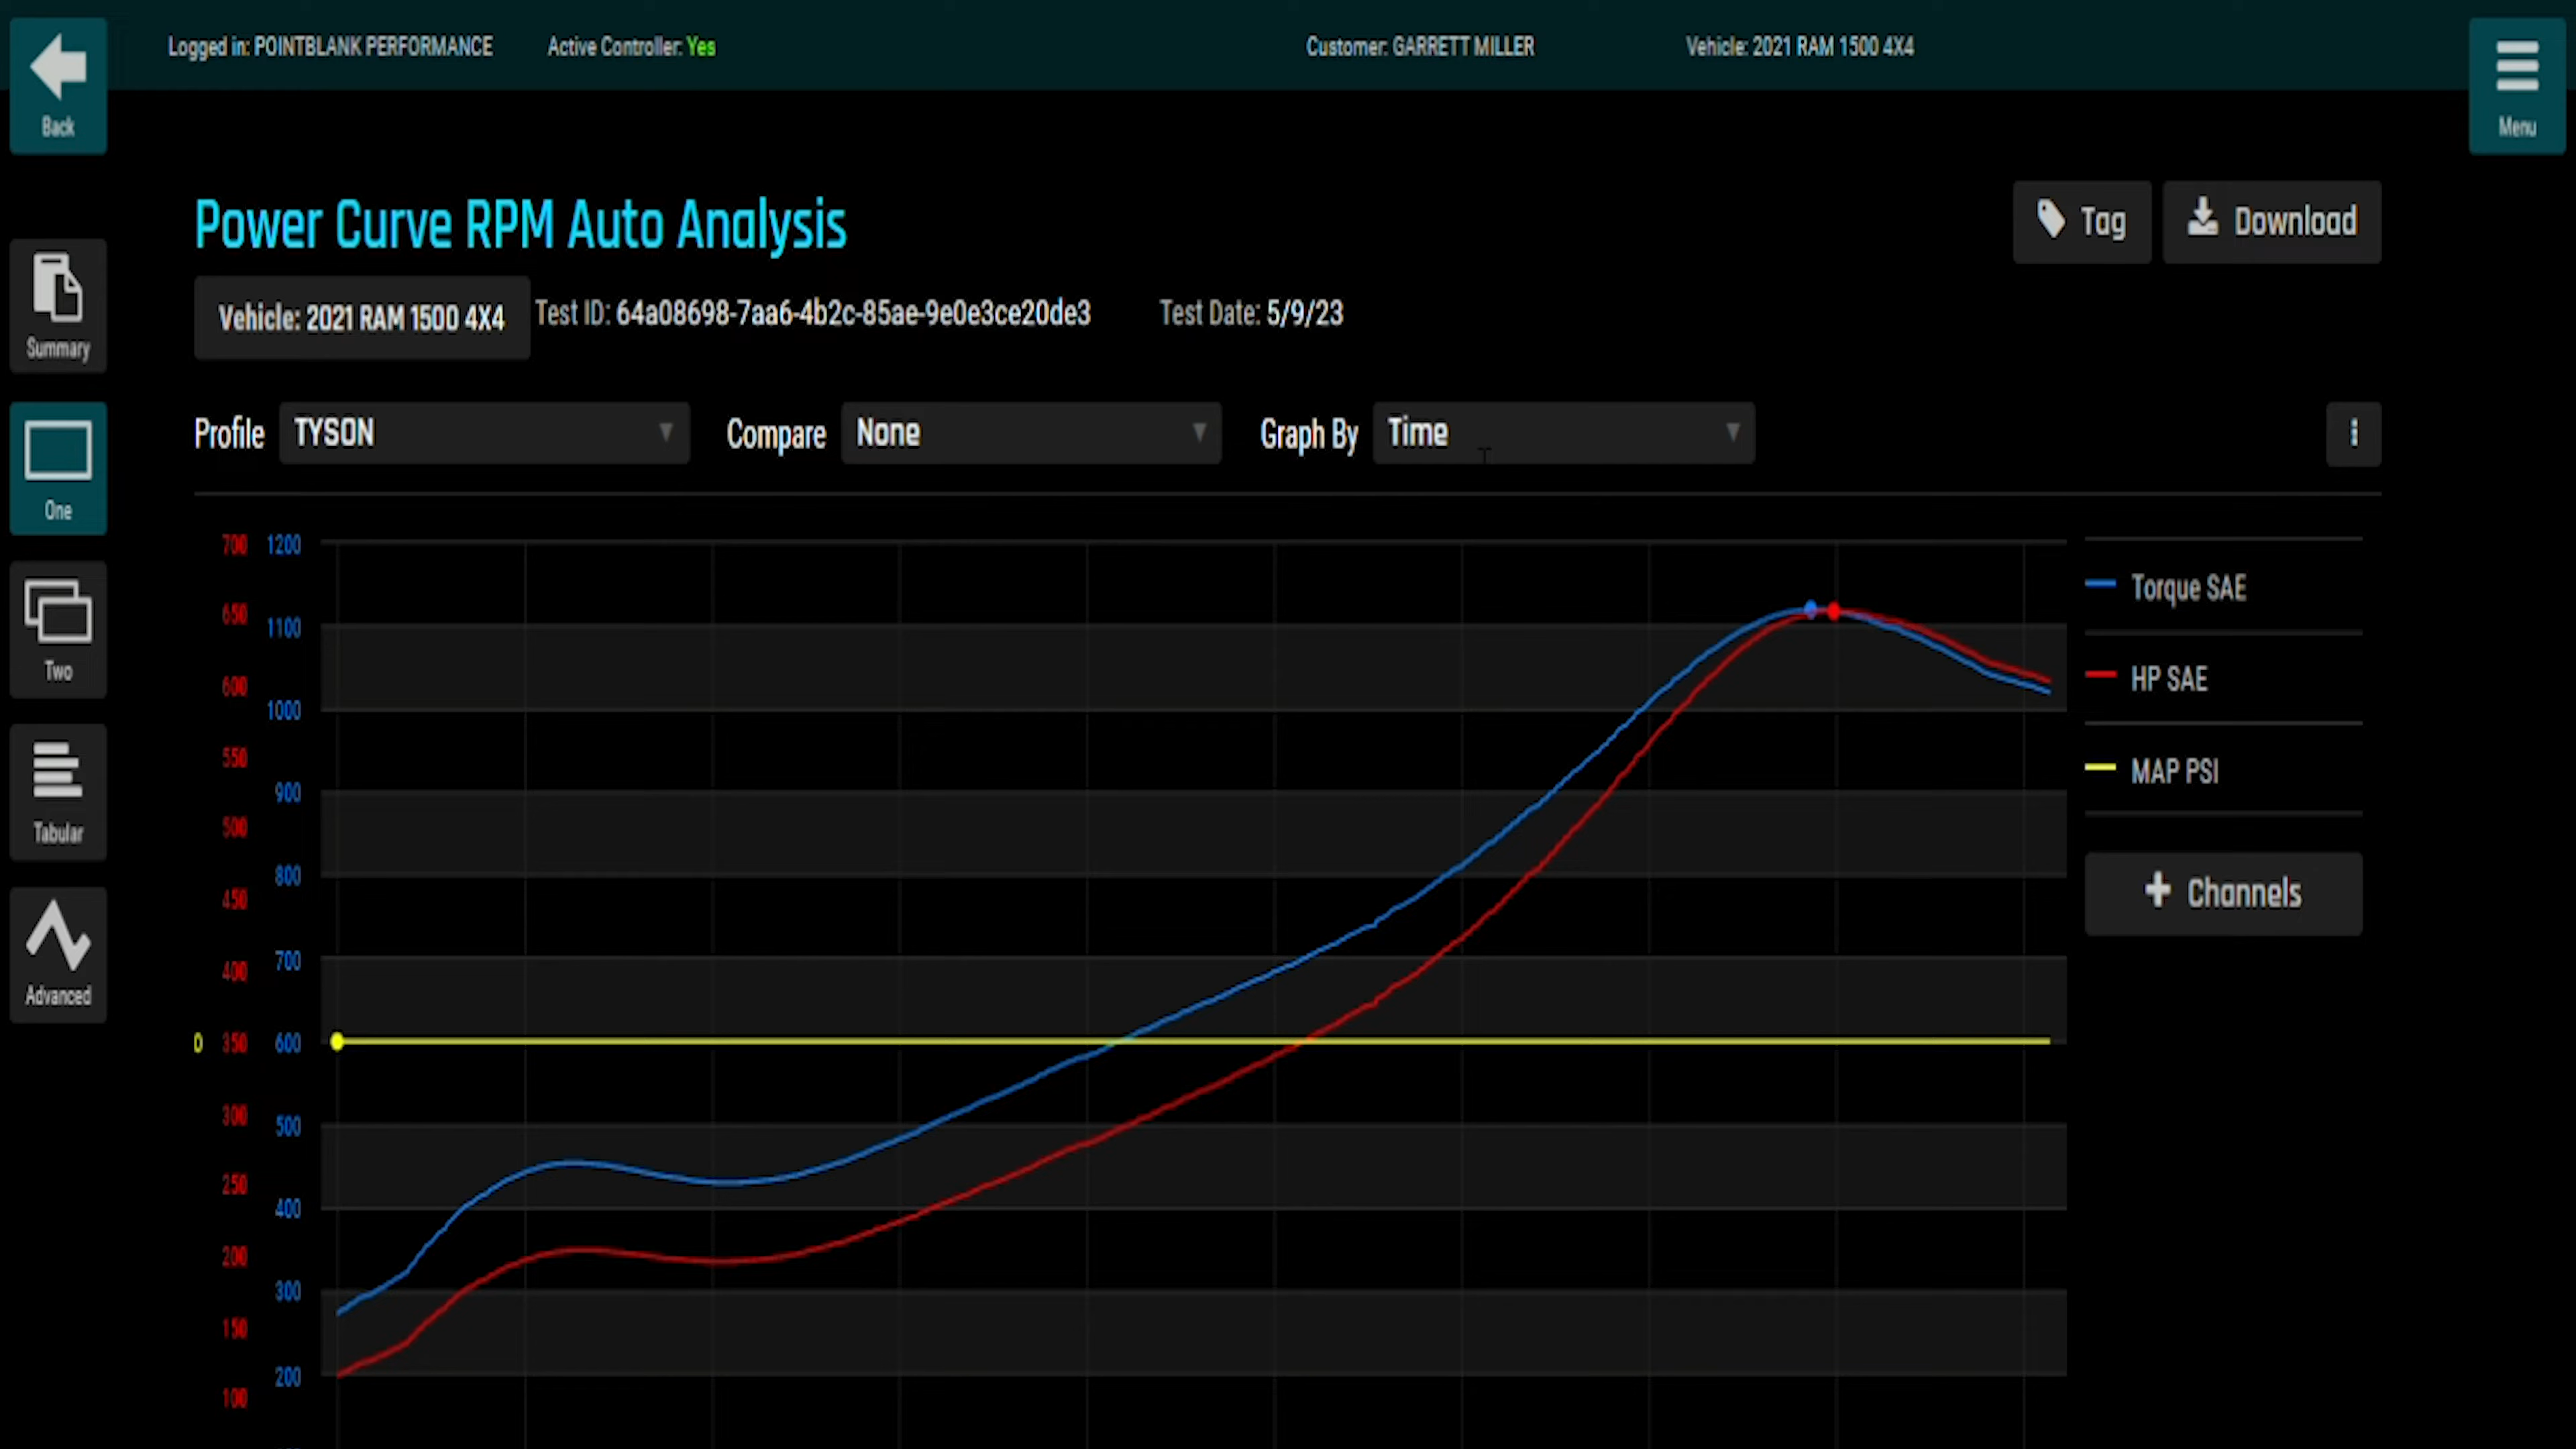 Back
Logged in: POINTBLANK PERFORMANCE
Active Controller: Yes
Customer: GARRETT MILLER
Vehicle: 2021 RAM 1500 4X4
Menu
Power Curve RPM Auto Analysis
Tag
Download
Vehicle: 2021 RAM 1500 4X4
Test ID: 64a08698-7aa6-4b2c-85ae-9e0e3ce20de3
Test Date: 5/9/23
Summary
Profile
TYSON
Compare
None
Graph By
Time
One
Two
Tabular
Advanced
700
650
600
550
500
450
400
350
300
250
200
150
100
1200
1100
1000
900
800
700
600
500
400
300
200
0
Torque SAE
HP SAE
MAP PSI
+ Channels